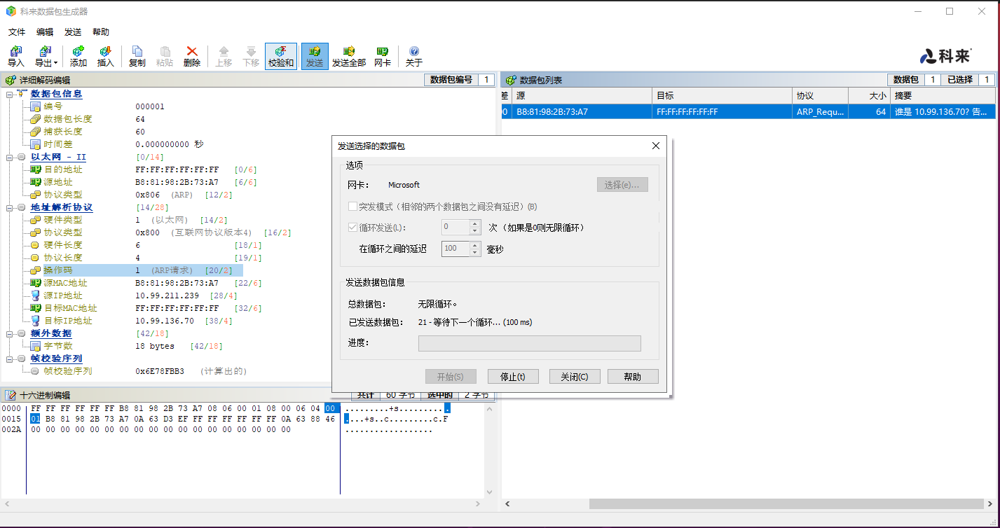 科来数据包生成器
文件 编辑 发送 帮助
导入 导出 添加 插入 复制 粘贴 删除 上移 下移 校验和 发送 发送全部 网卡 关于
科来
详细解码编辑 数据包编号 1
数据包信息
编号 000001
数据包长度 64
捕获长度 60
时间差 0.000000000 秒
以太网 - II [0/14]
目的地址 FF:FF:FF:FF:FF:FF [0/6]
源地址 B8:81:98:2B:73:A7 [6/6]
协议类型 0x806 (ARP) [12/2]
地址解析协议 [14/28]
硬件类型 1 (以太网) [14/2]
协议类型 0x800 (互联网协议版本4) [16/2]
硬件长度 6 [18/1]
协议长度 4 [19/1]
操作码 1 (ARP请求) [20/2]
源MAC地址 B8:81:98:2B:73:A7 [22/6]
源IP地址 10.99.211.239 [28/4]
目标MAC地址 FF:FF:FF:FF:FF:FF [32/6]
目标IP地址 10.99.136.70 [38/4]
额外数据 [42/18]
字节数 18 bytes [42/18]
帧校验序列
帧校验序列 0x6E78FBB3 (计算出的)
数据包列表 数据包 1 已选择 1
差 源 目标 协议 大小 摘要
00 B8:81:98:2B:73:A7 FF:FF:FF:FF:FF:FF ARP_Requ... 64 谁是 10.99.136.70? 告...
发送选择的数据包
选项
网卡: Microsoft 选择(e)...
突发模式（相邻的两个数据包之间没有延迟）(B)
循环发送(L): 0 次（如果是0则无限循环）
在循环之间的延迟 100 毫秒
发送数据包信息
总数据包: 无限循环。
已发送数据包: 21 - 等待下一个循环... (100 ms)
进度:
开始(S) 停止(t) 关闭(C) 帮助
十六进制编辑 共计 60 字节 选中的 2 字节
0000 FF FF FF FF FF FF B8 81 98 2B 73 A7 08 06 00 01 08 00 06 04 00 .........+s..........
0015 01 B8 81 98 2B 73 A7 0A 63 D3 EF FF FF FF FF FF FF 0A 63 88 46 ....+s..c.........c.F
002A 00 00 00 00 00 00 00 00 00 00 00 00 00 00 00 00 00 00 ..................